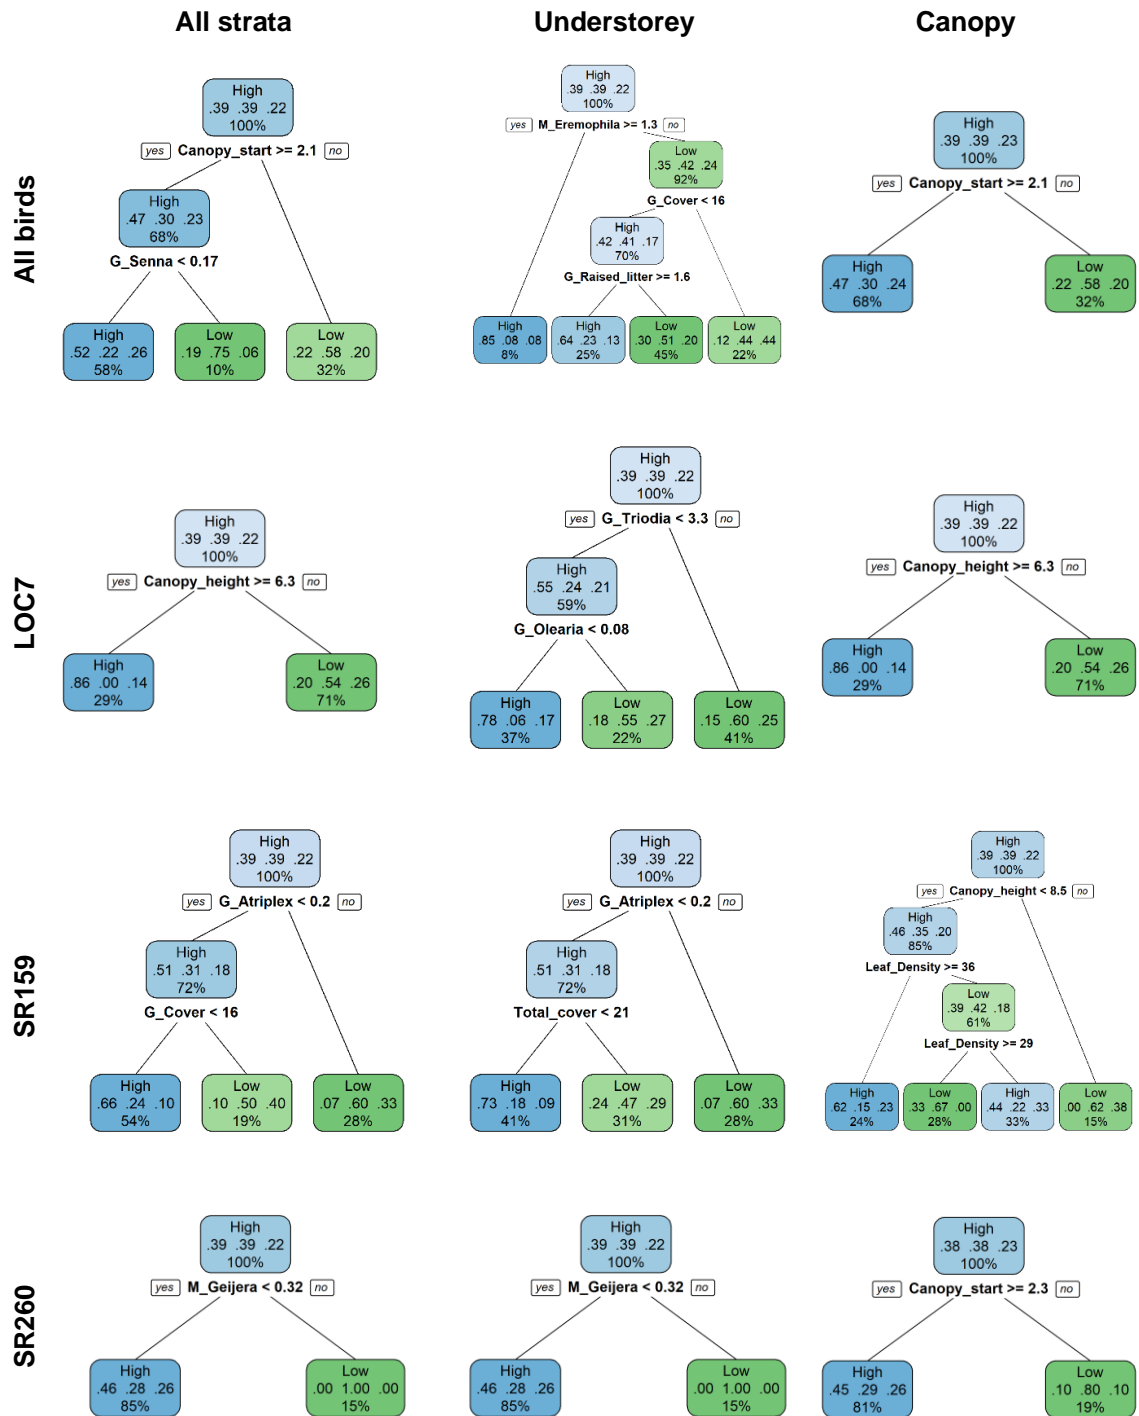 All strata Understorey Canopy
All birds
High
.39 .39 .22
100%
yes Canopy_start >= 2.1 no
High
.47 .30 .23
68%
G_Senna < 0.17
High
.52 .22 .26
58%
Low
.19 .75 .06
10%
Low
.22 .58 .20
32%
High
.39 .39 .22
100%
yes M_Eremophila >= 1.3 no
Low
.35 .42 .24
92%
G_Cover < 16
High
.42 .41 .17
70%
G_Raised_litter >= 1.6
High
.85 .08 .08
8%
High
.64 .23 .13
25%
Low
.30 .51 .20
45%
Low
.12 .44 .44
22%
High
.39 .39 .23
100%
yes Canopy_start >= 2.1 no
High
.47 .30 .24
68%
Low
.22 .58 .20
32%
LOC7
High
.39 .39 .22
100%
yes Canopy_height >= 6.3 no
High
.86 .00 .14
29%
Low
.20 .54 .26
71%
High
.39 .39 .22
100%
yes G_Triodia < 3.3 no
High
.55 .24 .21
59%
G_Olearia < 0.08
High
.78 .06 .17
37%
Low
.18 .55 .27
22%
Low
.15 .60 .25
41%
High
.39 .39 .22
100%
yes Canopy_height >= 6.3 no
High
.86 .00 .14
29%
Low
.20 .54 .26
71%
SR159
High
.39 .39 .22
100%
yes G_Atriplex < 0.2 no
High
.51 .31 .18
72%
G_Cover < 16
High
.66 .24 .10
54%
Low
.10 .50 .40
19%
Low
.07 .60 .33
28%
High
.39 .39 .22
100%
yes G_Atriplex < 0.2 no
High
.51 .31 .18
72%
Total_cover < 21
High
.73 .18 .09
41%
Low
.24 .47 .29
31%
Low
.07 .60 .33
28%
High
.39 .39 .22
100%
yes Canopy_height < 8.5 no
High
.46 .35 .20
85%
Leaf_Density >= 36
Low
.39 .42 .18
61%
Leaf_Density >= 29
High
.62 .15 .23
24%
Low
.33 .67 .00
28%
High
.44 .22 .33
33%
Low
.00 .62 .38
15%
SR260
High
.39 .39 .22
100%
yes M_Geijera < 0.32 no
High
.46 .28 .26
85%
Low
.00 1.00 .00
15%
High
.39 .39 .22
100%
yes M_Geijera < 0.32 no
High
.46 .28 .26
85%
Low
.00 1.00 .00
15%
High
.38 .38 .23
100%
yes Canopy_start >= 2.3 no
High
.45 .29 .26
81%
Low
.10 .80 .10
19%